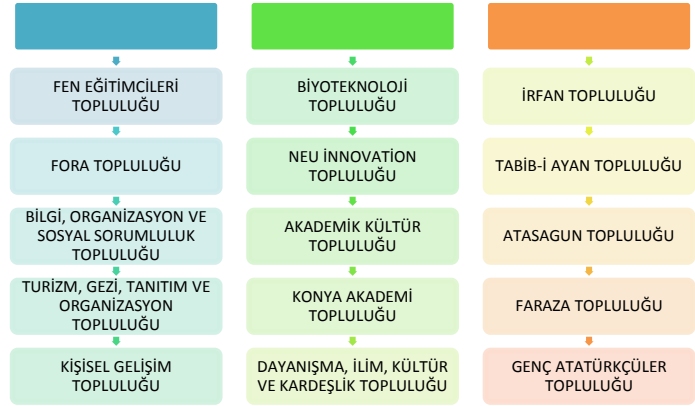 FEN EĞİTİMCİLERİ
TOPLULUĞU
FORA TOPLULUĞU
BİLGİ, ORGANİZASYON VE
SOSYAL SORUMLULUK
TOPLULUĞU
TURİZM, GEZİ, TANITIM VE
ORGANİZASYON
TOPLULUĞU
KİŞİSEL GELİŞİM
TOPLULUĞU
BİYOTEKNOLOJİ
TOPLULUĞU
NEU İNNOVATİON
TOPLULUĞU
AKADEMİK KÜLTÜR
TOPLULUĞU
KONYA AKADEMİ
TOPLULUĞU
DAYANIŞMA, İLİM, KÜLTÜR
VE KARDEŞLİK TOPLULUĞU
İRFAN TOPLULUĞU
TABİB-İ AYAN TOPLULUĞU
ATASAGUN TOPLULUĞU
FARAZA TOPLULUĞU
GENÇ ATATÜRKÇÜLER
TOPLULUĞU